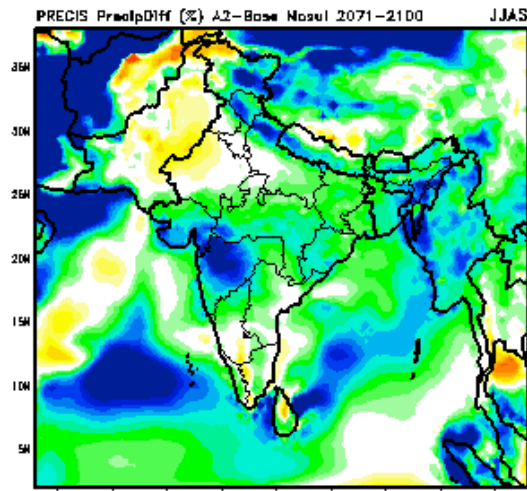 PRECIS PrecipDiff (%) A2-Base Nosul 2071-2100 JJAS
35N
30N
25N
20N
15N
10N
5N